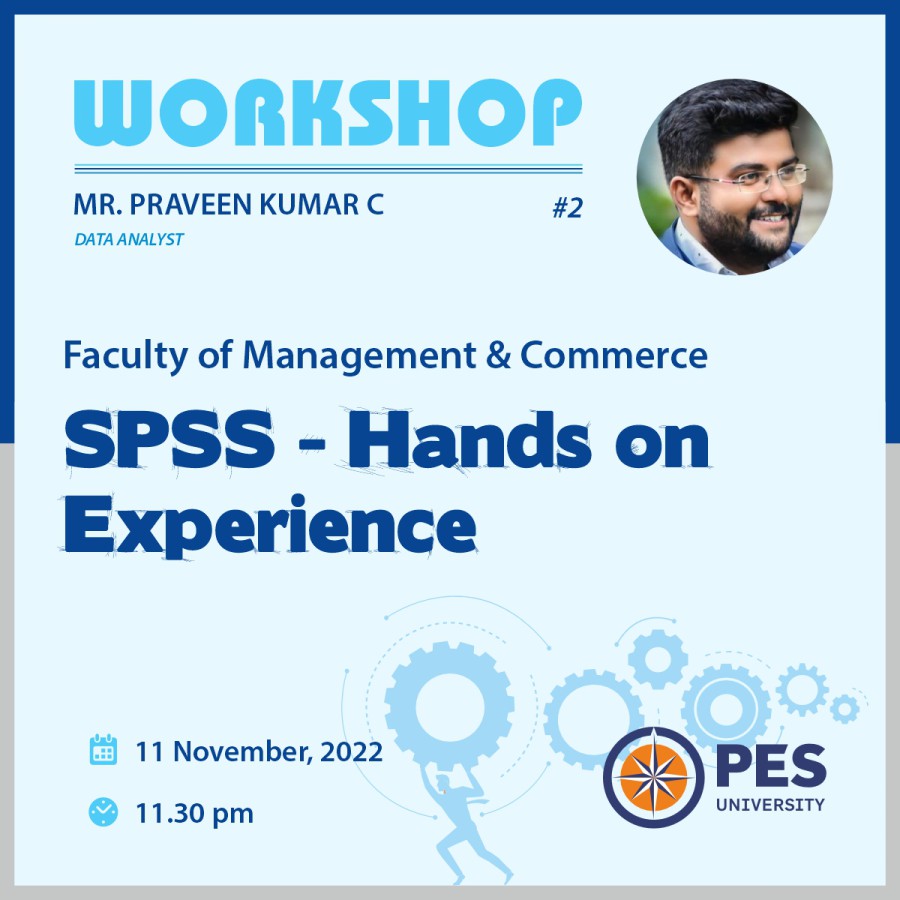 WORKSHOP
MR. PRAVEEN KUMAR C
#2
DATA ANALYST
Faculty of Management & Commerce
SPSS - Hands on
Experience
11 November, 2022
11.30 pm
PES
UNIVERSITY